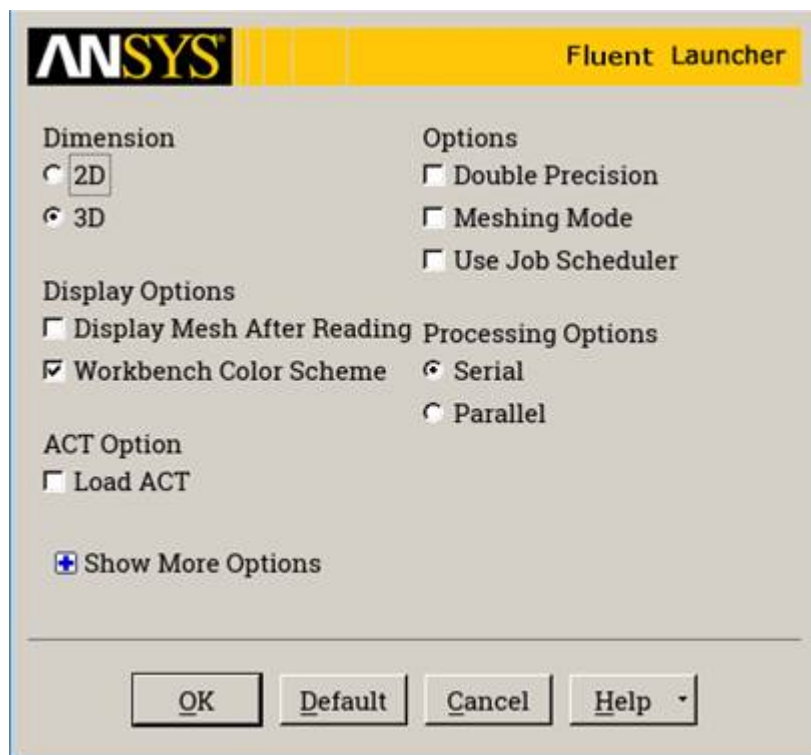 ANSYS
Fluent Launcher
Dimension
2D
3D
Display Options
Display Mesh After Reading
Workbench Color Scheme
ACT Option
Load ACT
Show More Options
Options
Double Precision
Meshing Mode
Use Job Scheduler
Processing Options
Serial
Parallel
OK
Default
Cancel
Help